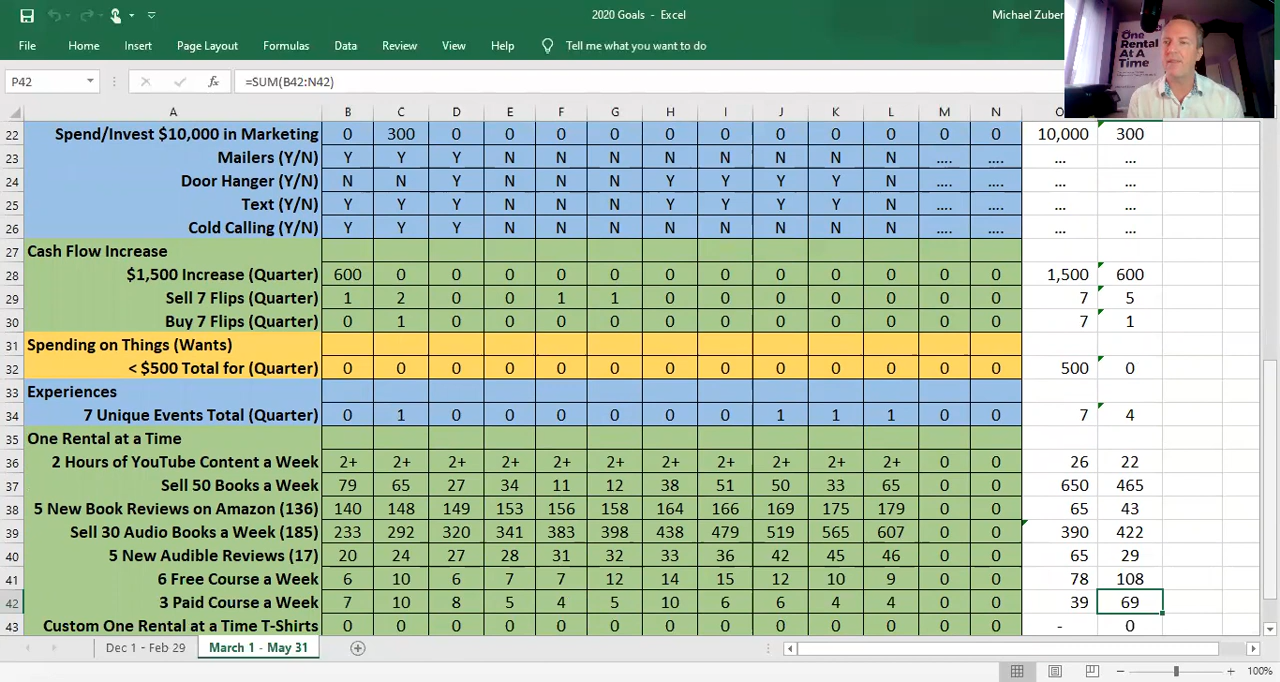 2020 Goals - Excel
Michael Zuber
File Home Insert Page Layout Formulas Data Review View Help Tell me what you want to do
One
Rental
At A
Time
P42 fx =SUM(B42:N42)
A B C D E F G H I J K L M N O
22 Spend/Invest $10,000 in Marketing 0 300 0 0 0 0 0 0 0 0 0 0 0 10,000 300
23 Mailers (Y/N) Y Y Y N N N N N N N N .... .... ... ...
24 Door Hanger (Y/N) N N Y N N N Y Y Y Y N .... .... ... ...
25 Text (Y/N) Y Y Y N N N Y Y Y Y N .... .... ... ...
26 Cold Calling (Y/N) Y Y Y N N N N N N N N .... .... ... ...
27 Cash Flow Increase
28 $1,500 Increase (Quarter) 600 0 0 0 0 0 0 0 0 0 0 0 0 1,500 600
29 Sell 7 Flips (Quarter) 1 2 0 0 1 1 0 0 0 0 0 0 0 7 5
30 Buy 7 Flips (Quarter) 0 1 0 0 0 0 0 0 0 0 0 0 0 7 1
31 Spending on Things (Wants)
32 < $500 Total for (Quarter) 0 0 0 0 0 0 0 0 0 0 0 0 0 500 0
33 Experiences
34 7 Unique Events Total (Quarter) 0 1 0 0 0 0 0 0 1 1 1 0 0 7 4
35 One Rental at a Time
36 2 Hours of YouTube Content a Week 2+ 2+ 2+ 2+ 2+ 2+ 2+ 2+ 2+ 2+ 2+ 0 0 26 22
37 Sell 50 Books a Week 79 65 27 34 11 12 38 51 50 33 65 0 0 650 465
38 5 New Book Reviews on Amazon (136) 140 148 149 153 156 158 164 166 169 175 179 0 0 65 43
39 Sell 30 Audio Books a Week (185) 233 292 320 341 383 398 438 479 519 565 607 0 0 390 422
40 5 New Audible Reviews (17) 20 24 27 28 31 32 33 36 42 45 46 0 0 65 29
41 6 Free Course a Week 6 10 6 7 7 12 14 15 12 10 9 0 0 78 108
42 3 Paid Course a Week 7 10 8 5 4 5 10 6 6 4 4 0 0 39 69
43 Custom One Rental at a Time T-Shirts 0 0 0 0 0 0 0 0 0 0 0 0 0 - 0
Dec 1 - Feb 29 March 1 - May 31
100%